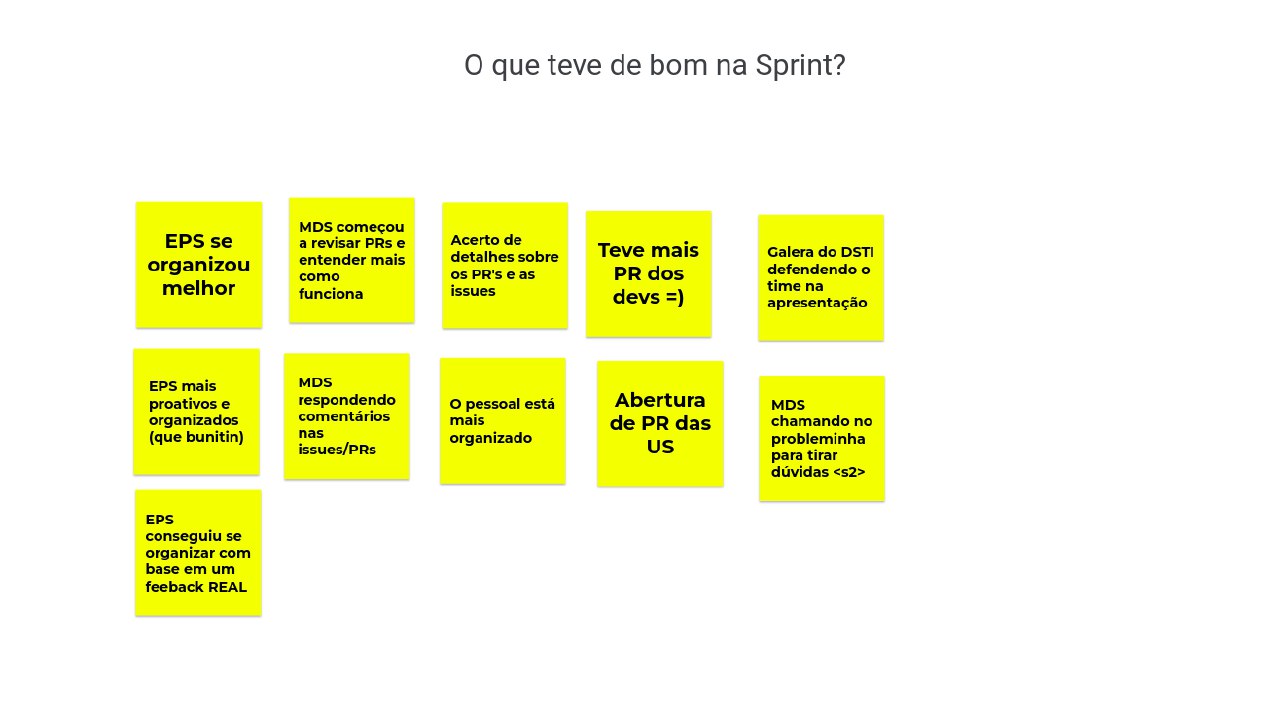 O que teve de bom na Sprint?
EPS se
organizou
melhor
MDS começou
a revisar PRs e
entender mais
como
funciona
Acerto de
detalhes sobre
os PR's e as
issues
Teve mais
PR dos
devs =)
Galera do DSTI
defendendo o
time na
apresentação
EPS mais
proativos e
organizados
(que bunitin)
MDS
respondendo
comentários
nas
issues/PRs
O pessoal está
mais
organizado
Abertura
de PR das
US
MDS
chamando no
probleminha
para tirar
dúvidas <s2>
EPS
conseguiu se
organizar com
base em um
feeback REAL